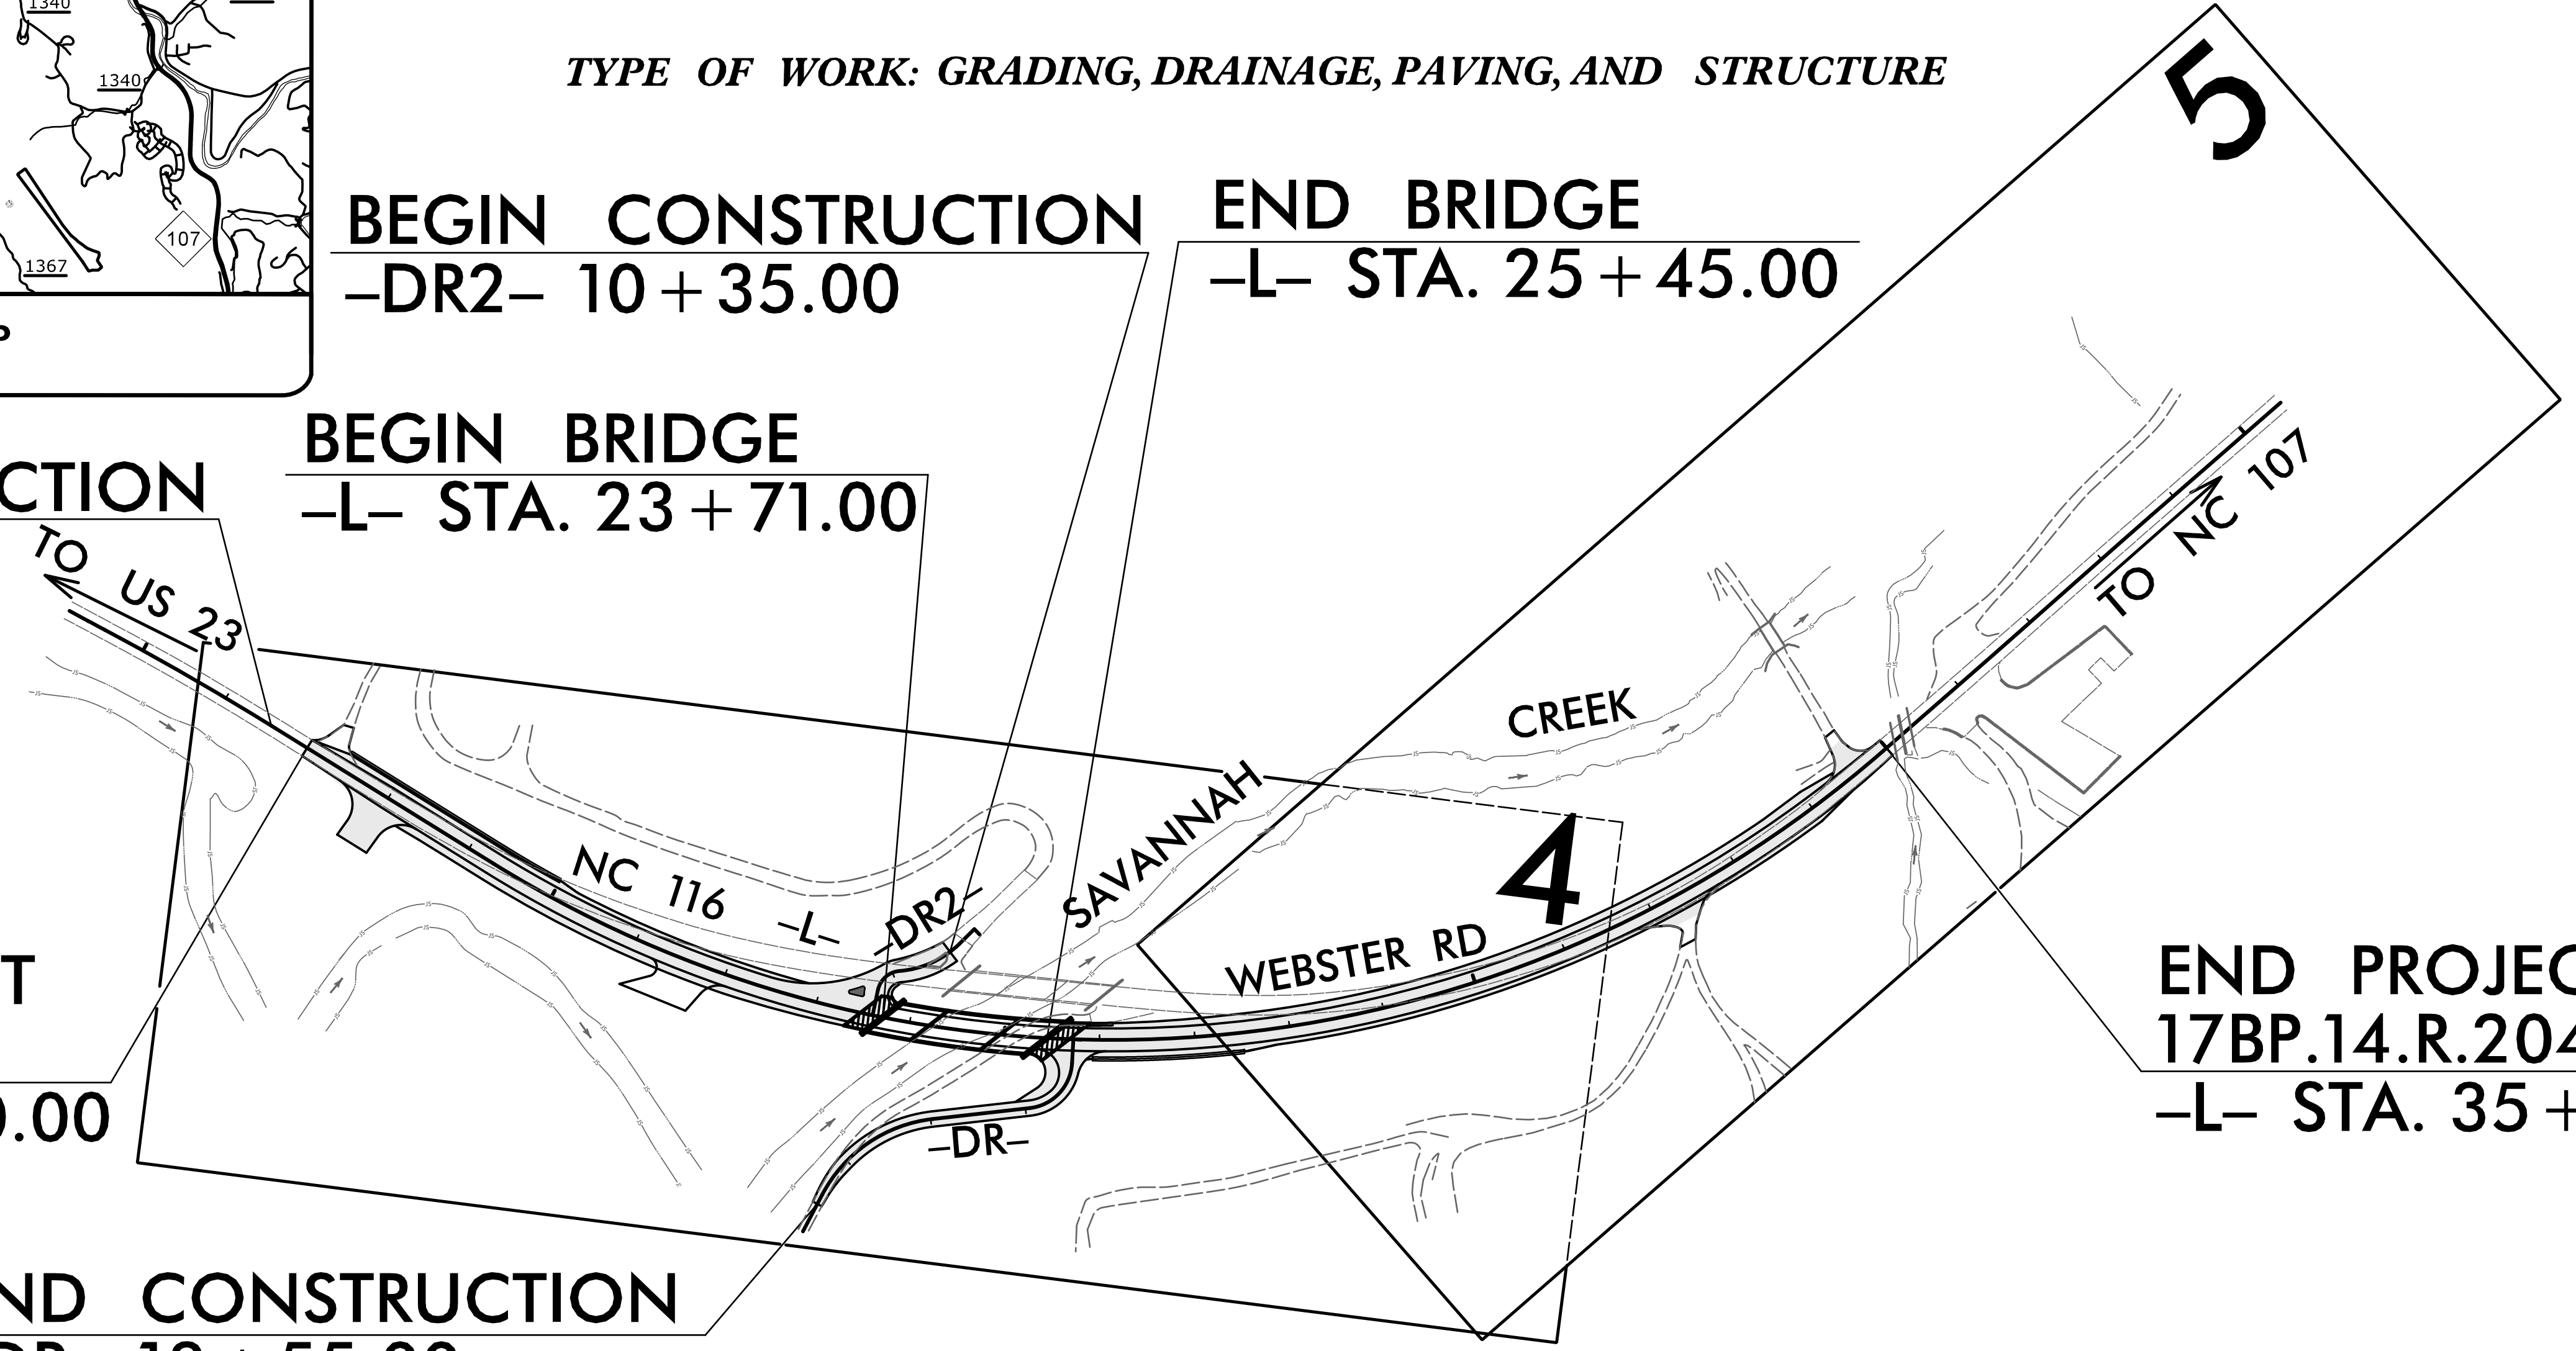 1340
1340
107
1367
TYPE OF WORK: GRADING, DRAINAGE, PAVING, AND STRUCTURE
5
BEGIN CONSTRUCTION
–DR2– 10+35.00
END BRIDGE
–L– STA. 25+45.00
BEGIN BRIDGE
–L– STA. 23+71.00
CTION
TO US 23
TO NC 107
CREEK
SAVANNAH
NC 116 –L–
–DR2–
4
WEBSTER RD
–DR–
T
0.00
END PROJEC
17BP.14.R.204
–L– STA. 35+
ND CONSTRUCTION